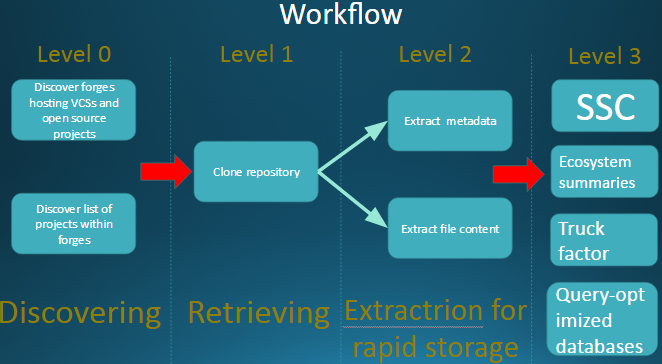 Workflow
Level 0
Level 1
Level 2
Level 3
Discover forges
hosting VCSs and
open source
projects
Discover list of
projects within
forges
Clone repository
Extract metadata
Extract file content
SSC
Ecosystem
summaries
Truck
factor
Query-opt
imized
databases
Discovering
Retrieving
Extractrion for
rapid storage